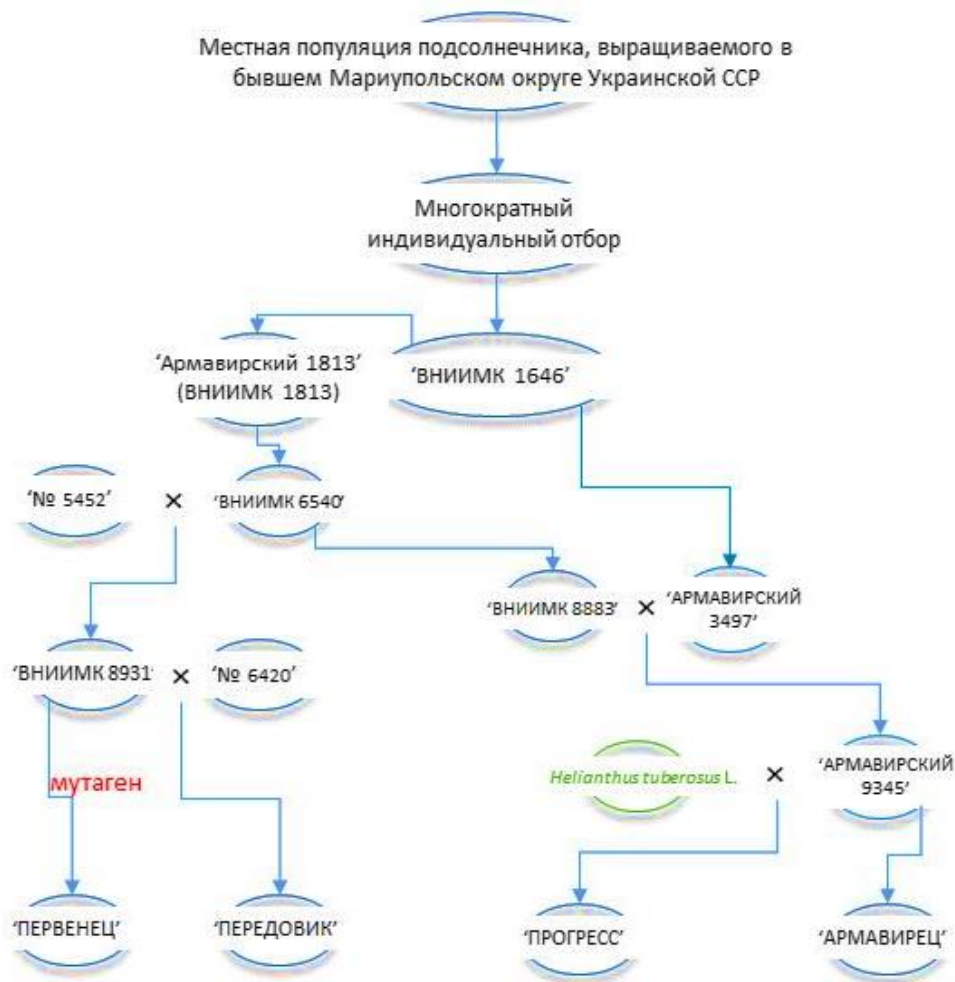 Местная популяция подсолнечника, выращиваемого в
бывшем Мариупольском округе Украинской ССР
Многократный
индивидуальный отбор
‘Армавирский 1813’
(ВНИИМК 1813)
‘ВНИИМК 1646’
‘№ 5452’
×
‘ВНИИМК 6540’
‘ВНИИМК 8883’
×
‘АРМАВИРСКИЙ
3497’
‘ВНИИМК 8931’
×
‘№ 6420’
мутаген
Helianthus tuberosus L.
×
‘АРМАВИРСКИЙ
9345’
‘ПЕРВЕНЕЦ’
‘ПЕРЕДОВИК’
‘ПРОГРЕСС’
‘АРМАВИРЕЦ’